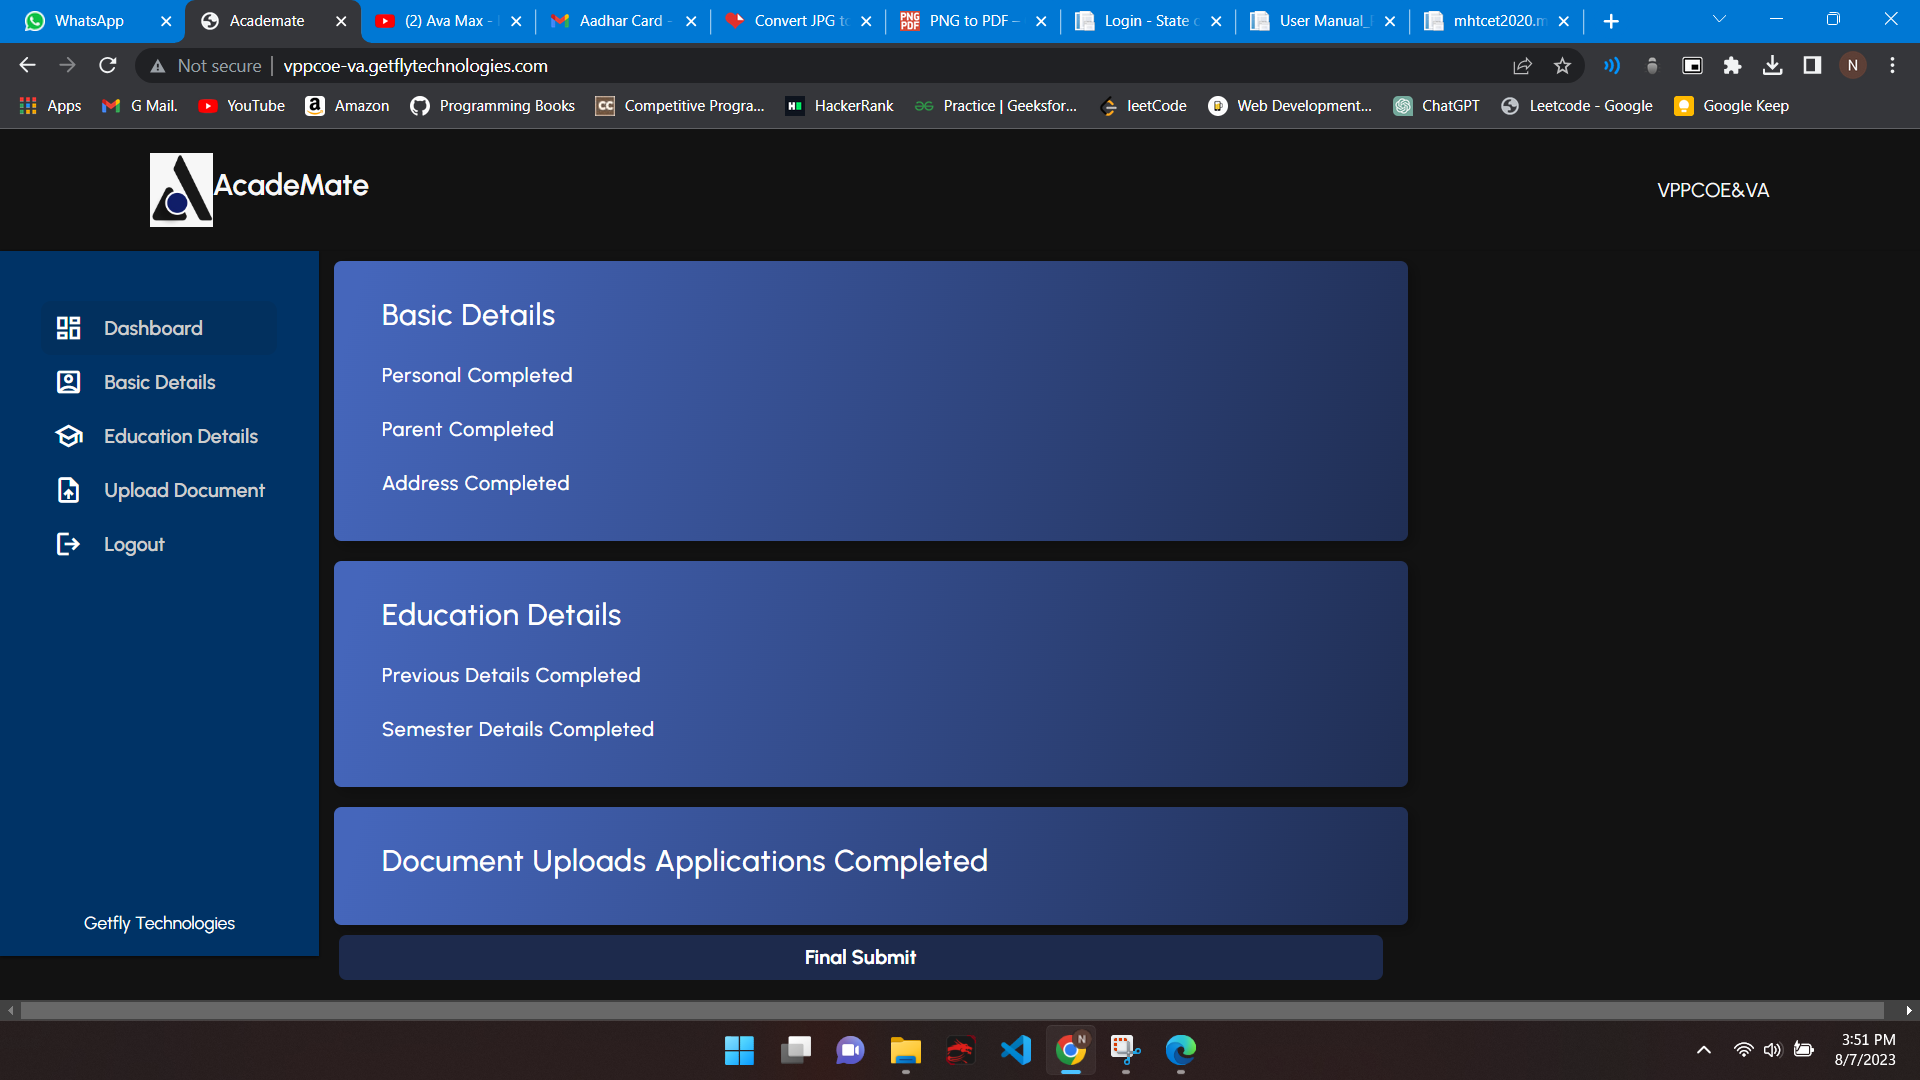 WhatsApp
Academate
(2) Ava Max -
Aadhar Card -
Convert JPG to
PNG to PDF –
Login - State c
User Manual_
mhtcet2020.m
Not secure
vppcoe-va.getflytechnologies.com
N
Apps
G Mail.
YouTube
Amazon
Programming Books
Competitive Progra...
HackerRank
Practice | Geeksfor...
leetCode
Web Development...
ChatGPT
Leetcode - Google
Google Keep
AcadeMate
VPPCOE&VA
Dashboard
Basic Details
Education Details
Upload Document
Logout
Getfly Technologies
Basic Details
Personal Completed
Parent Completed
Address Completed
Education Details
Previous Details Completed
Semester Details Completed
Document Uploads Applications Completed
Final Submit
3:51 PM
8/7/2023